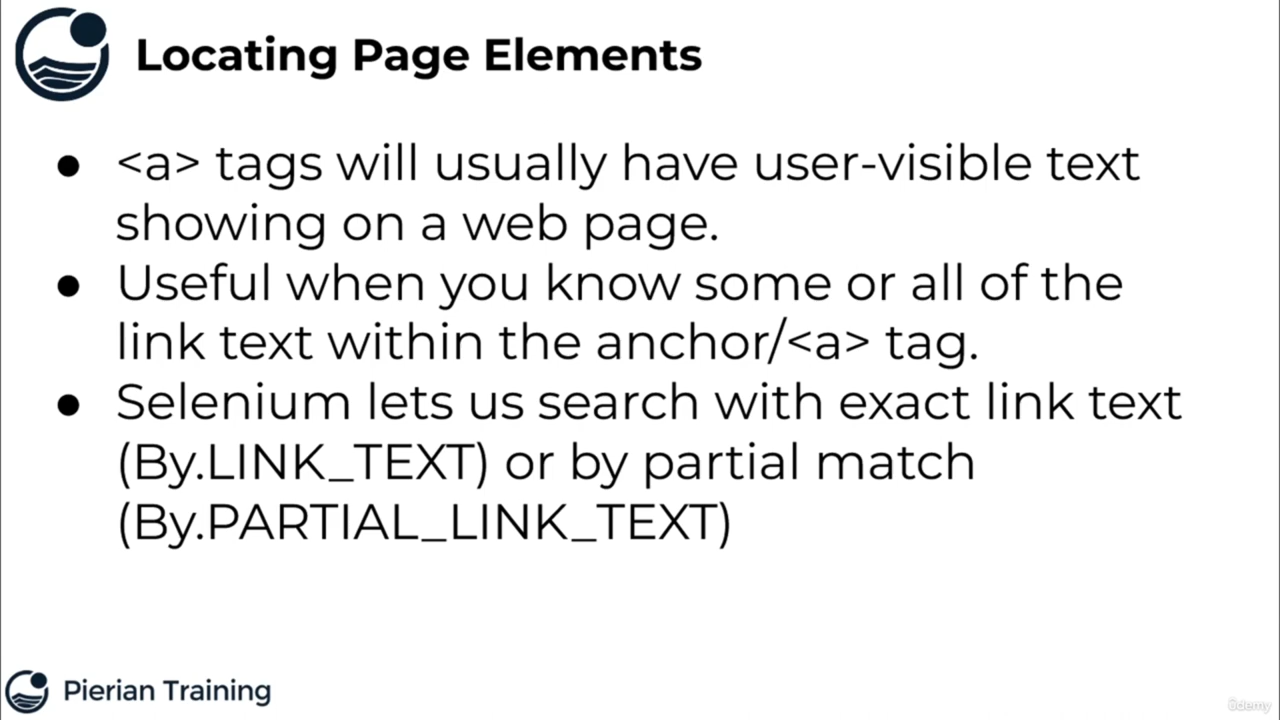 Locating Page Elements
● <a> tags will usually have user-visible text
showing on a web page.
● Useful when you know some or all of the
link text within the anchor/<a> tag.
● Selenium lets us search with exact link text
(By.LINK_TEXT) or by partial match
(By.PARTIAL_LINK_TEXT)
Pierian Training
ûdemy